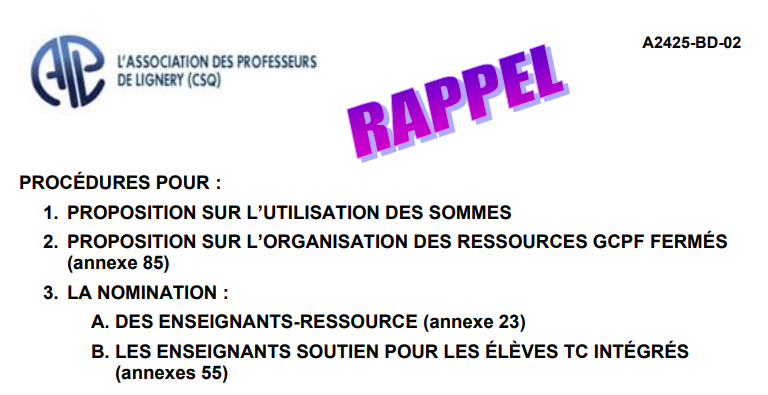 A2425-BD-02
APL
L'ASSOCIATION DES PROFESSEURS
DE LIGNERY (CSQ)
RAPPEL
PROCÉDURES POUR :
1. PROPOSITION SUR L'UTILISATION DES SOMMES
2. PROPOSITION SUR L'ORGANISATION DES RESSOURCES GCPF FERMÉS
(annexe 85)
3. LA NOMINATION :
A. DES ENSEIGNANTS-RESSOURCE (annexe 23)
B. LES ENSEIGNANTS SOUTIEN POUR LES ÉLÈVES TC INTÉGRÉS
(annexes 55)